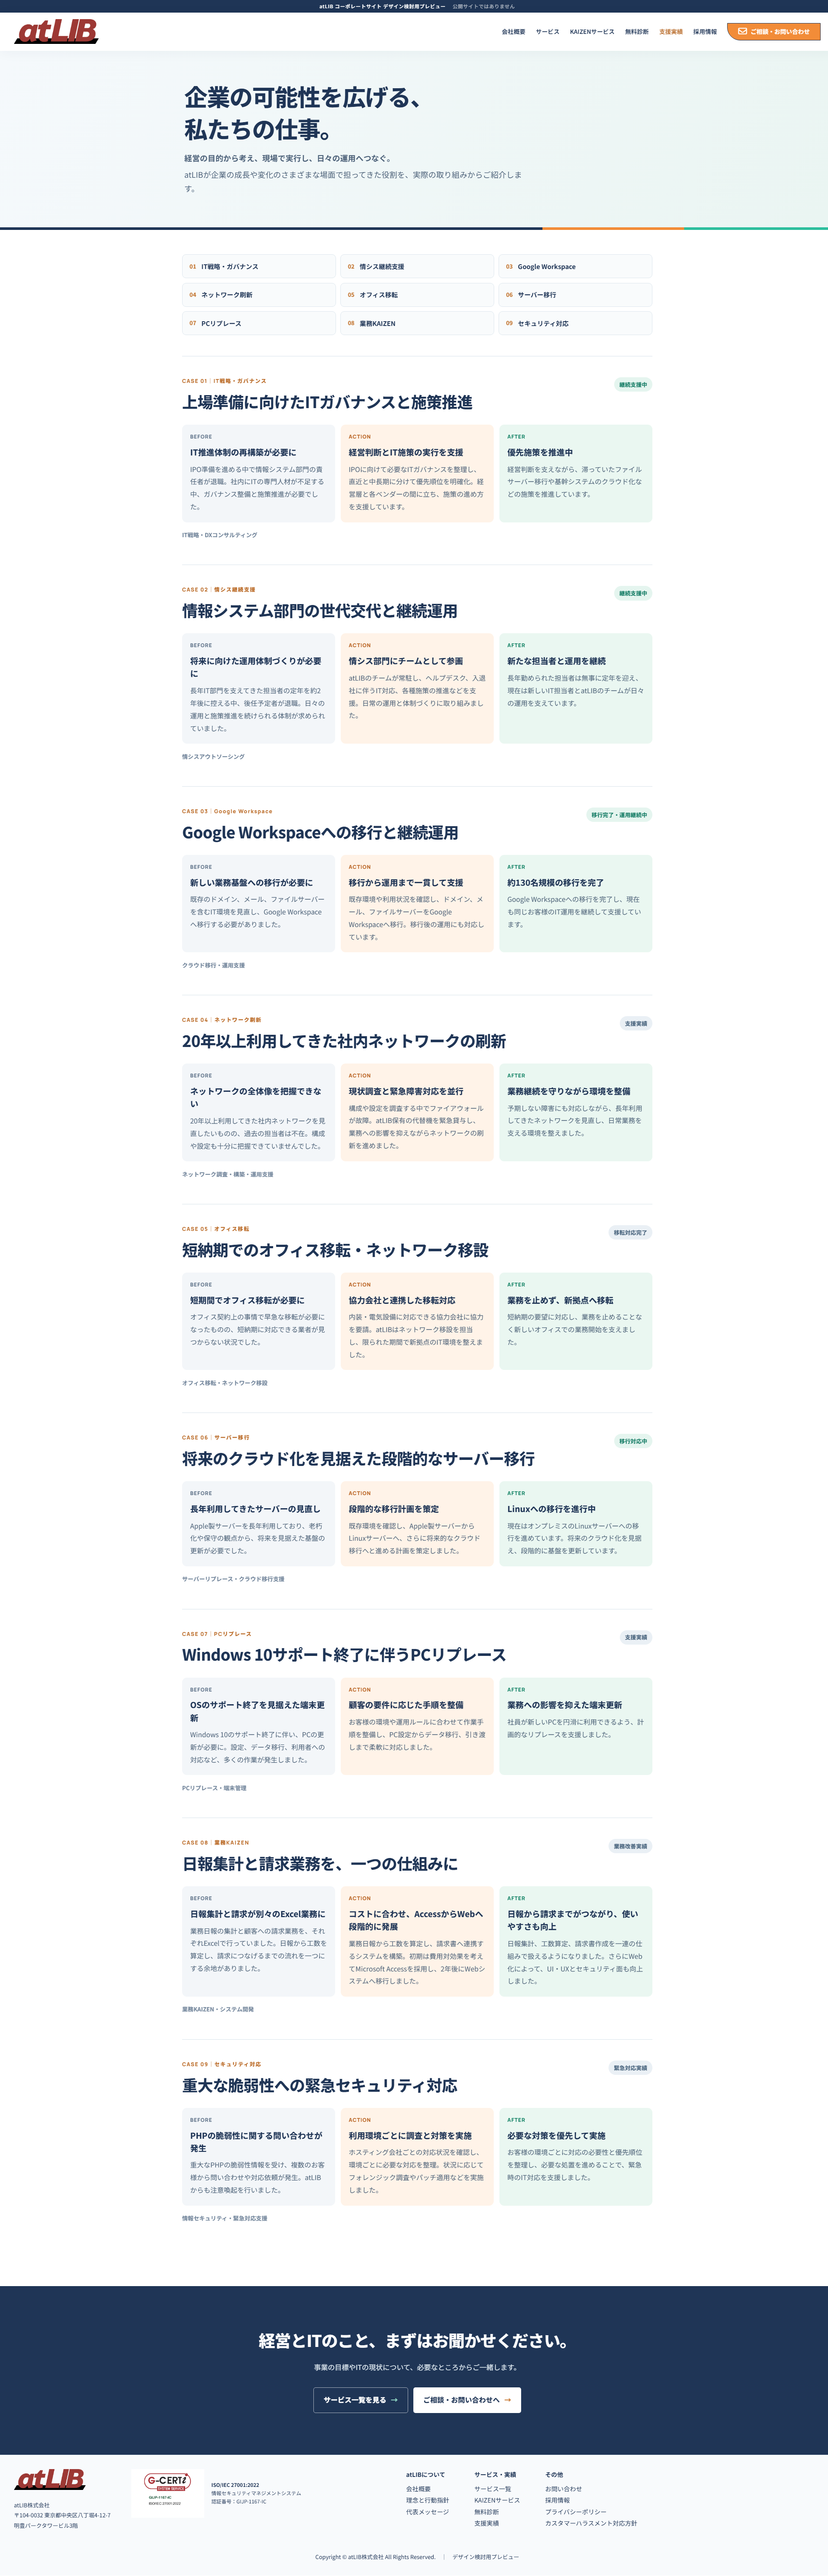 atLIB コーポレートサイト デザイン検討用プレビュー 公開サイトではありません
atLIB
会社概要 サービス KAIZENサービス 無料診断 支援実績 採用情報 ご相談・お問い合わせ
企業の可能性を広げる、
私たちの仕事。
経営の目的から考え、現場で実行し、日々の運用へつなぐ。
atLIBが企業の成長や変化のさまざまな場面で担ってきた役割を、実際の取り組みからご紹介しま
す。
01 IT戦略・ガバナンス
02 情シス継続支援
03 Google Workspace
04 ネットワーク刷新
05 オフィス移転
06 サーバー移行
07 PCリプレース
08 業務KAIZEN
09 セキュリティ対応
CASE 01｜IT戦略・ガバナンス
継続支援中
上場準備に向けたITガバナンスと施策推進
BEFORE
IT推進体制の再構築が必要に
IPO準備を進める中で情報システム部門の責
任者が退職。社内にITの専門人材が不足する
中、ガバナンス整備と施策推進が必要でし
た。
ACTION
経営判断とIT施策の実行を支援
IPOに向けて必要なITガバナンスを整理し、
直近と中長期に分けて優先順位を明確化。経
営層と各ベンダーの間に立ち、施策の進め方
を支援しています。
AFTER
優先施策を推進中
経営判断を支えながら、滞っていたファイル
サーバー移行や基幹システムのクラウド化な
どの施策を推進しています。
IT戦略・DXコンサルティング
CASE 02｜情シス継続支援
継続支援中
情報システム部門の世代交代と継続運用
BEFORE
将来に向けた運用体制づくりが必要
に
長年IT部門を支えてきた担当者の定年を約2
年後に控える中、後任予定者が退職。日々の
運用と施策推進を続けられる体制が求められ
ていました。
ACTION
情シス部門にチームとして参画
atLIBのチームが常駐し、ヘルプデスク、入退
社に伴うIT対応、各種施策の推進などを支
援。日常の運用と体制づくりに取り組みまし
た。
AFTER
新たな担当者と運用を継続
長年勤められた担当者は無事に定年を迎え、
現在は新しいIT担当者とatLIBのチームが日々
の運用を支えています。
情シスアウトソーシング
CASE 03｜Google Workspace
移行完了・運用継続中
Google Workspaceへの移行と継続運用
BEFORE
新しい業務基盤への移行が必要に
既存のドメイン、メール、ファイルサーバー
を含むIT環境を見直し、Google Workspace
へ移行する必要がありました。
ACTION
移行から運用まで一貫して支援
既存環境や利用状況を確認し、ドメイン、メ
ール、ファイルサーバーをGoogle
Workspaceへ移行。移行後の運用にも対応し
ています。
AFTER
約130名規模の移行を完了
Google Workspaceへの移行を完了し、現在
も同じお客様のIT運用を継続して支援してい
ます。
クラウド移行・運用支援
CASE 04｜ネットワーク刷新
支援実績
20年以上利用してきた社内ネットワークの刷新
BEFORE
ネットワークの全体像を把握できな
い
20年以上利用してきた社内ネットワークを見
直したいものの、過去の担当者は不在。構成
や設定も十分に把握できていませんでした。
ACTION
現状調査と緊急障害対応を並行
構成や設定を調査する中でファイアウォール
が故障。atLIB保有の代替機を緊急貸与し、
業務への影響を抑えながらネットワークの刷
新を進めました。
AFTER
業務継続を守りながら環境を整備
予期しない障害にも対応しながら、長年利用
してきたネットワークを見直し、日常業務を
支える環境を整えました。
ネットワーク調査・構築・運用支援
CASE 05｜オフィス移転
移転対応完了
短納期でのオフィス移転・ネットワーク移設
BEFORE
短期間でオフィス移転が必要に
オフィス契約上の事情で早急な移転が必要に
なったものの、短納期に対応できる業者が見
つからない状況でした。
ACTION
協力会社と連携した移転対応
内装・電気設備に対応できる協力会社に協力
を要請。atLIBはネットワーク移設を担当
し、限られた期間で新拠点のIT環境を整えま
した。
AFTER
業務を止めず、新拠点へ移転
短納期の要望に対応し、業務を止めることな
く新しいオフィスでの業務開始を支えまし
た。
オフィス移転・ネットワーク移設
CASE 06｜サーバー移行
移行対応中
将来のクラウド化を見据えた段階的なサーバー移行
BEFORE
長年利用してきたサーバーの見直し
Apple製サーバーを長年利用しており、老朽
化や保守の観点から、将来を見据えた基盤の
更新が必要でした。
ACTION
段階的な移行計画を策定
既存環境を確認し、Apple製サーバーから
Linuxサーバーへ、さらに将来的なクラウド
移行へと進める計画を策定しました。
AFTER
Linuxへの移行を進行中
現在はオンプレミスのLinuxサーバーへの移
行を進めています。将来のクラウド化を見据
え、段階的に基盤を更新しています。
サーバーリプレース・クラウド移行支援
CASE 07｜PCリプレース
支援実績
Windows 10サポート終了に伴うPCリプレース
BEFORE
OSのサポート終了を見据えた端末更
新
Windows 10のサポート終了に伴い、PCの更
新が必要に。設定、データ移行、利用者への
対応など、多くの作業が発生しました。
ACTION
顧客の要件に応じた手順を整備
お客様の環境や運用ルールに合わせて作業手
順を整備し、PC設定からデータ移行、引き渡
しまで柔軟に対応しました。
AFTER
業務への影響を抑えた端末更新
社員が新しいPCを円滑に利用できるよう、計
画的なリプレースを支援しました。
PCリプレース・端末管理
CASE 08｜業務KAIZEN
業務改善実績
日報集計と請求業務を、一つの仕組みに
BEFORE
日報集計と請求が別々のExcel業務に
業務日報の集計と顧客への請求業務を、それ
ぞれExcelで行っていました。日報から工数を
算定し、請求につなげるまでの流れを一つに
する余地がありました。
ACTION
コストに合わせ、AccessからWebへ
段階的に発展
業務日報から工数を算定し、請求書へ連携す
るシステムを構築。初期は費用対効果を考え
てMicrosoft Accessを採用し、2年後にWebシ
ステムへ移行しました。
AFTER
日報から請求までがつながり、使い
やすさも向上
日報集計、工数算定、請求書作成を一連の仕
組みで扱えるようになりました。さらにWeb
化によって、UI・UXとセキュリティ面も向上
しました。
業務KAIZEN・システム開発
CASE 09｜セキュリティ対応
緊急対応実績
重大な脆弱性への緊急セキュリティ対応
BEFORE
PHPの脆弱性に関する問い合わせが
発生
重大なPHPの脆弱性情報を受け、複数のお客
様から問い合わせや対応依頼が発生。atLIB
からも注意喚起を行いました。
ACTION
利用環境ごとに調査と対策を実施
ホスティング会社ごとの対応状況を確認し、
環境ごとに必要な対応を整理。状況に応じて
フォレンジック調査やパッチ適用などを実施
しました。
AFTER
必要な対策を優先して実施
お客様の環境ごとに対応の必要性と優先順位
を整理し、必要な処置を進めることで、緊急
時のIT対応を支援しました。
情報セキュリティ・緊急対応支援
経営とITのこと、まずはお聞かせください。
事業の目標やITの現状について、必要なところからご一緒します。
サービス一覧を見る →
ご相談・お問い合わせへ →
atLIB
atLIB株式会社
〒104-0032 東京都中央区八丁堀4-12-7
明霊パークタワービル3階
G-CERTi
GIJP-1167-IC
ISO/IEC 27001:2022
ISO/IEC 27001:2022
情報セキュリティマネジメントシステム
認証番号：GIJP-1167-IC
atLIBについて
会社概要
理念と行動指針
代表メッセージ
サービス・実績
サービス一覧
KAIZENサービス
無料診断
支援実績
その他
お問い合わせ
採用情報
プライバシーポリシー
カスタマーハラスメント対応方針
Copyright © atLIB株式会社 All Rights Reserved. ｜ デザイン検討用プレビュー